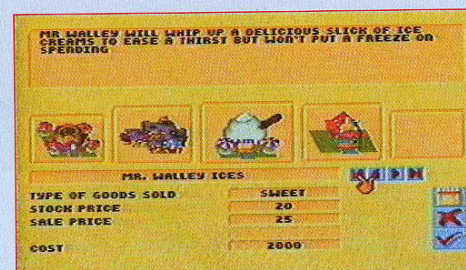 MR WALLEY WILL WHIP UP A DELICIOUS SLICK OF ICE
CREAMS TO EASE A THIRST BUT WON'T PUT A FREEZE ON
SPENDING
MR. WALLEY ICES
TYPE OF GOODS SOLD SWEET
STOCK PRICE 20
SALE PRICE 25
COST 2000